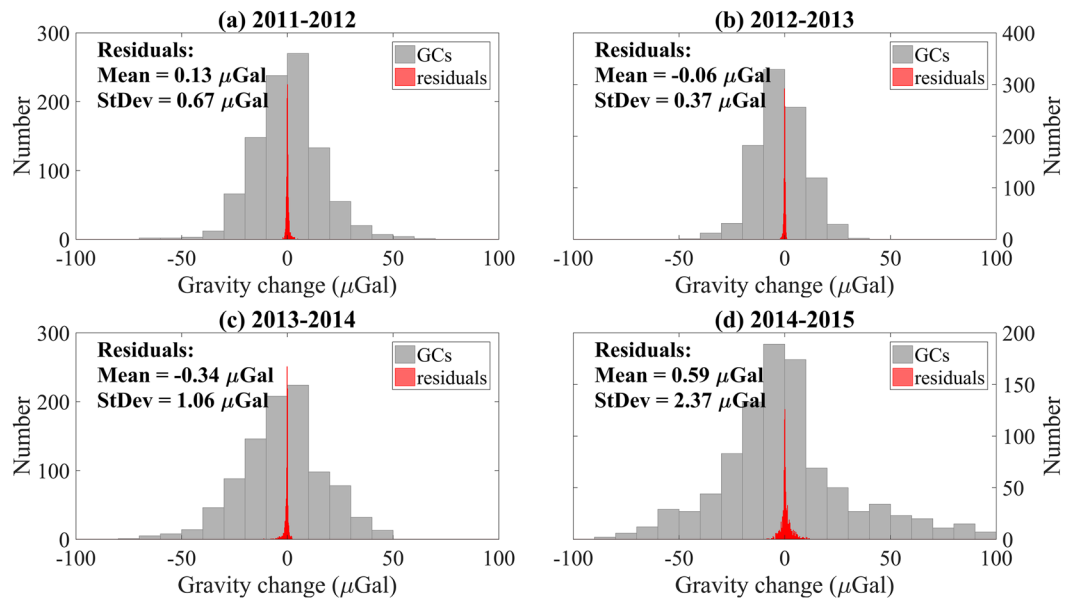 (a) 2011-2012
300
200
100
0
Number
Residuals:
Mean = 0.13 μGal
StDev = 0.67 μGal
GCs
residuals
-100
-50
0
50
100
Gravity change (μGal)
(b) 2012-2013
Residuals:
Mean = -0.06 μGal
StDev = 0.37 μGal
GCs
residuals
400
300
200
100
0
Number
-100
-50
0
50
100
Gravity change (μGal)
(c) 2013-2014
300
200
100
0
Number
Residuals:
Mean = -0.34 μGal
StDev = 1.06 μGal
GCs
residuals
-100
-50
0
50
100
Gravity change (μGal)
(d) 2014-2015
Residuals:
Mean = 0.59 μGal
StDev = 2.37 μGal
GCs
residuals
200
150
100
50
0
Number
-100
-50
0
50
100
Gravity change (μGal)